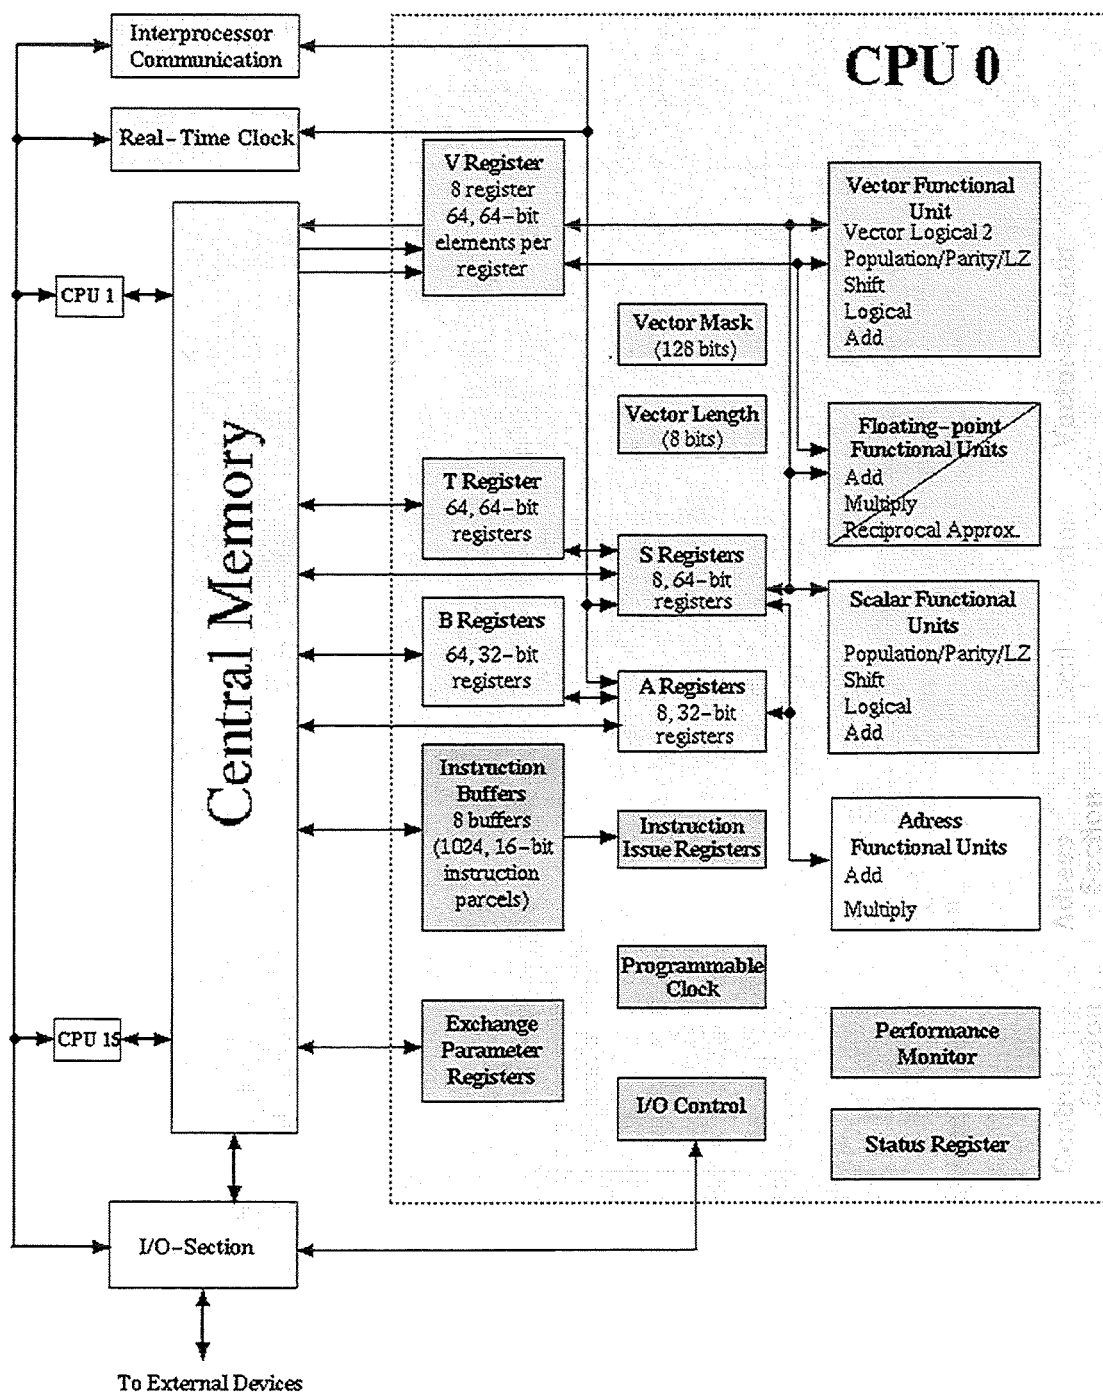 Interprocessor
Communication
CPU 0
Real-Time Clock
V Register
8 register
64, 64-bit
elements per
register
Vector Functional
Unit
Vector Logical 2
Population/Parity/LZ
Shift
Logical
Add
CPU 1
Vector Mask
(128 bits)
Vector Length
(8 bits)
Floating-point
Functional Units
Add
Multiply
Reciprocal Approx.
Central Memory
T Register
64, 64-bit
registers
S Registers
8, 64-bit
registers
Scalar Functional
Units
Population/Parity/LZ
Shift
Logical
Add
B Registers
64, 32-bit
registers
A Registers
8, 32-bit
registers
Instruction
Buffers
8 buffers
(1024, 16-bit
instruction
parcels)
Instruction
Issue Registers
Adress
Functional Units
Add
Multiply
Programmable
Clock
CPU 15
Exchange
Parameter
Registers
Performance
Monitor
I/O Control
Status Register
I/O-Section
To External Devices